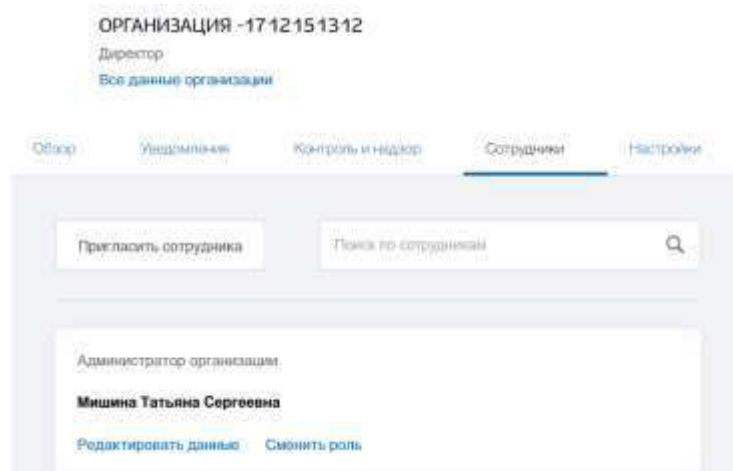 ОРГАНИЗАЦИЯ -1712151312
Директор
Все данные организации
Обзор Уведомления Контроль и надзор Сотрудники Настройки
Пригласить сотрудника Поиск по сотрудникам
Администратор организации
Мишина Татьяна Сергеевна
Редактировать данные Сменить роль